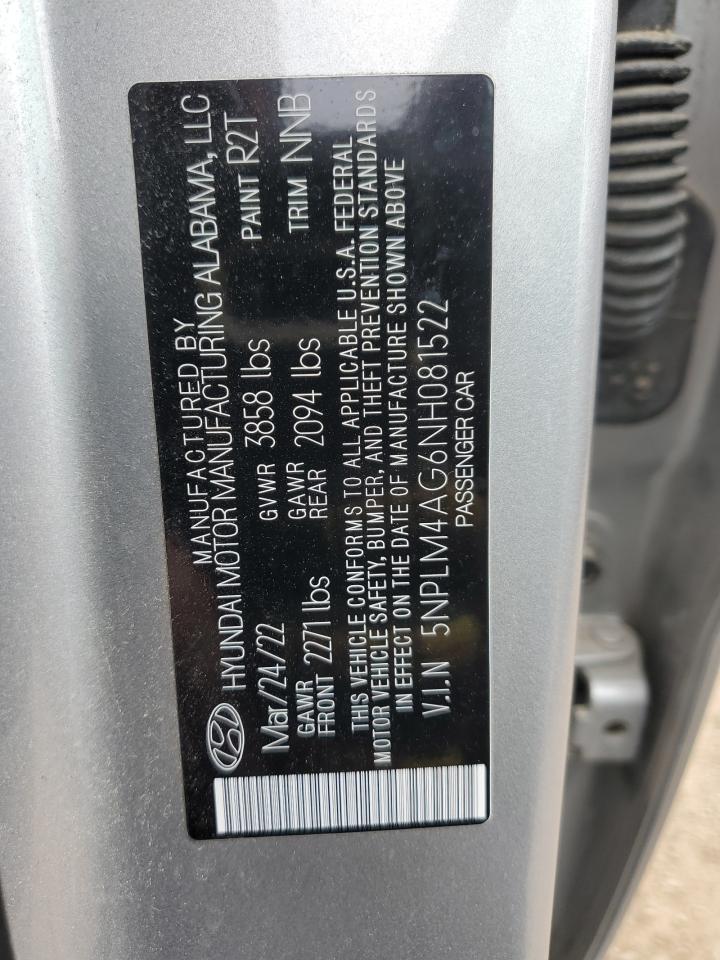 MANUFACTURED BY
HYUNDAI MOTOR MANUFACTURING ALABAMA, LLC
Mar/24/22 GVWR 3858 lbs PAINT R2T
GAWR FRONT 2271 lbs GAWR REAR 2094 lbs TRIM NNB
THIS VEHICLE CONFORMS TO ALL APPLICABLE U.S.A. FEDERAL
MOTOR VEHICLE SAFETY, BUMPER, AND THEFT PREVENTION STANDARDS
IN EFFECT ON THE DATE OF MANUFACTURE SHOWN ABOVE
V.I.N 5NPLM4AG6NH081522
PASSENGER CAR